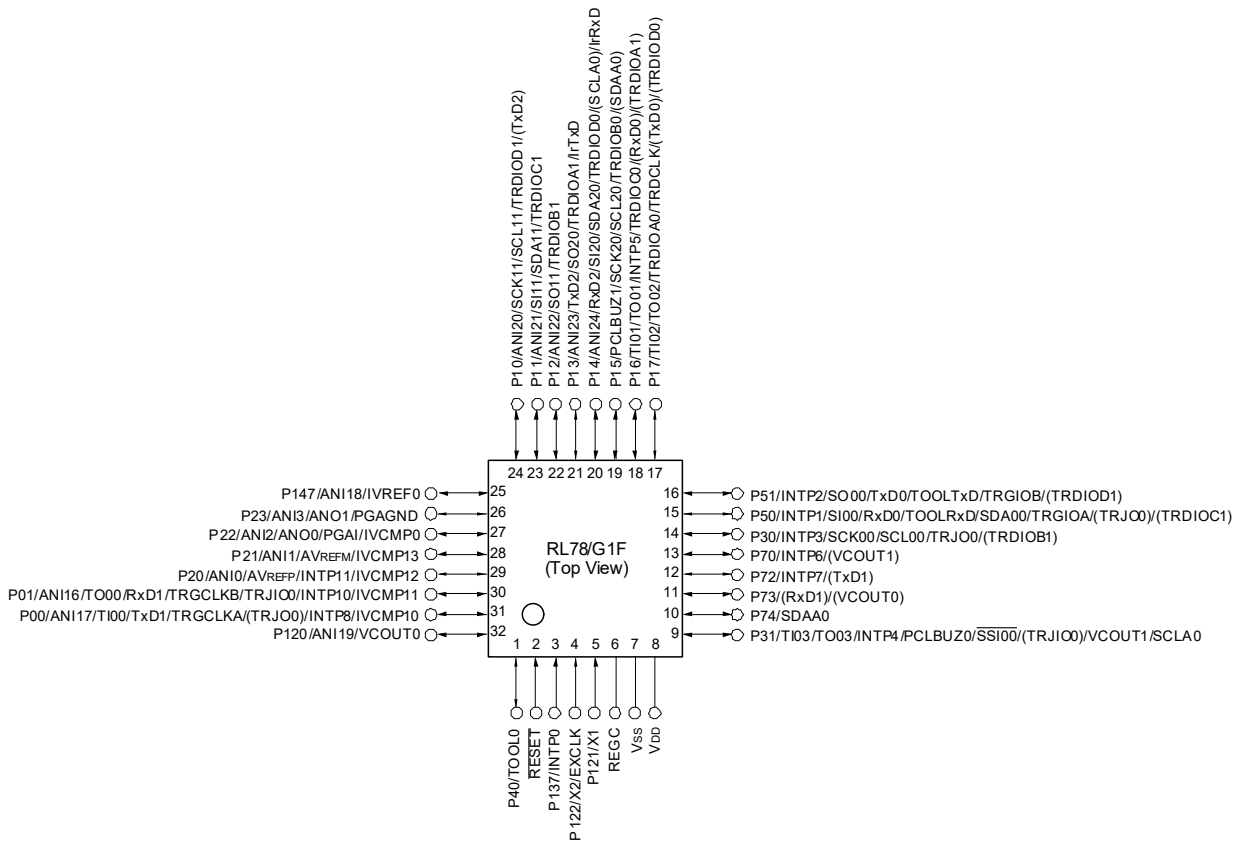 P10/ANI20/SCK11/SCL11/TRDIOD1/(TxD2)
P11/ANI21/SI11/SDA11/TRDIOC1
P12/ANI22/SO11/TRDIOB1
P13/ANI23/TxD2/SO20/TRDIOA1/IrTxD
P14/ANI24/RxD2/SI20/SDA20/TRDIOD0/(SCLA0)/IrRxD
P15/PCLBUZ1/SCK20/SCL20/TRDIOB0/(SDAA0)
P16/TI01/TO01/INTP5/TRDIOC0/(RxD0)/(TRDIOA1)
P17/TI02/TO02/TRDIOA0/TRDCLK/(TxD0)/(TRDIOD0)
24 23 22 21 20 19 18 17
P147/ANI18/IVREF0 25
P23/ANI3/ANO1/PGAGND 26
P22/ANI2/ANO0/PGAI/IVCMP0 27
P21/ANI1/AVREFM/IVCMP13 28
P20/ANI0/AVREFP/INTP11/IVCMP12 29
P01/ANI16/TO00/RxD1/TRGCLKB/TRJIO0/INTP10/IVCMP11 30
P00/ANI17/TI00/TxD1/TRGCLKA/(TRJO0)/INTP8/IVCMP10 31
P120/ANI19/VCOUT0 32
RL78/G1F
(Top View)
16 P51/INTP2/SO00/TxD0/TOOLTxD/TRGIOB/(TRDIOD1)
15 P50/INTP1/SI00/RxD0/TOOLRxD/SDA00/TRGIOA/(TRJO0)/(TRDIOC1)
14 P30/INTP3/SCK00/SCL00/TRJO0/(TRDIOB1)
13 P70/INTP6/(VCOUT1)
12 P72/INTP7/(TxD1)
11 P73/(RxD1)/(VCOUT0)
10 P74/SDAA0
9 P31/TI03/TO03/INTP4/PCLBUZ0/SSI00/(TRJIO0)/VCOUT1/SCLA0
1 2 3 4 5 6 7 8
P40/TOOL0
RESET
P137/INTP0
P122/X2/EXCLK
P121/X1
REGC
VSS
VDD